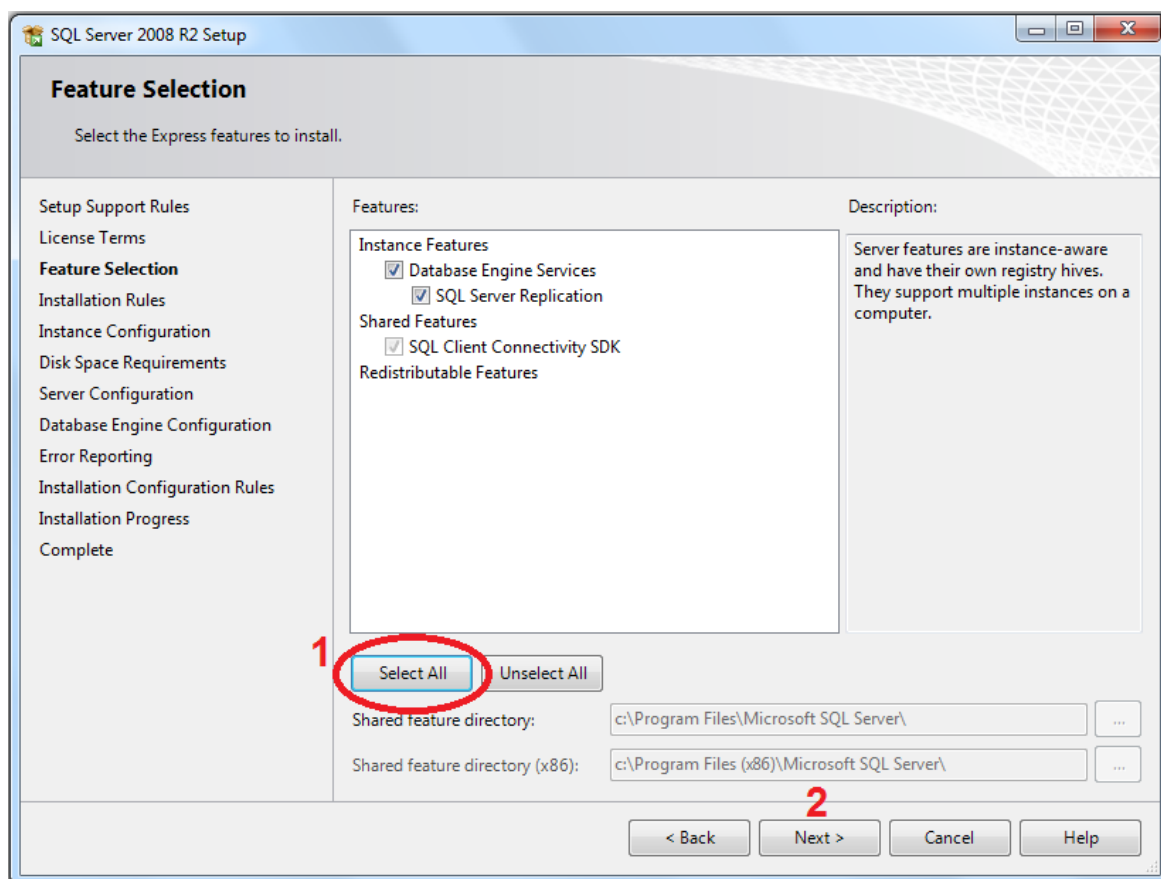 SQL Server 2008 R2 Setup
Feature Selection
Select the Express features to install.
Setup Support Rules
License Terms
Feature Selection
Installation Rules
Instance Configuration
Disk Space Requirements
Server Configuration
Database Engine Configuration
Error Reporting
Installation Configuration Rules
Installation Progress
Complete
Features:
Instance Features
Database Engine Services
SQL Server Replication
Shared Features
SQL Client Connectivity SDK
Redistributable Features
Description:
Server features are instance-aware
and have their own registry hives.
They support multiple instances on a
computer.
1
Select All Unselect All
Shared feature directory: c:\Program Files\Microsoft SQL Server\ ...
Shared feature directory (x86): c:\Program Files (x86)\Microsoft SQL Server\ ...
2
< Back Next > Cancel Help